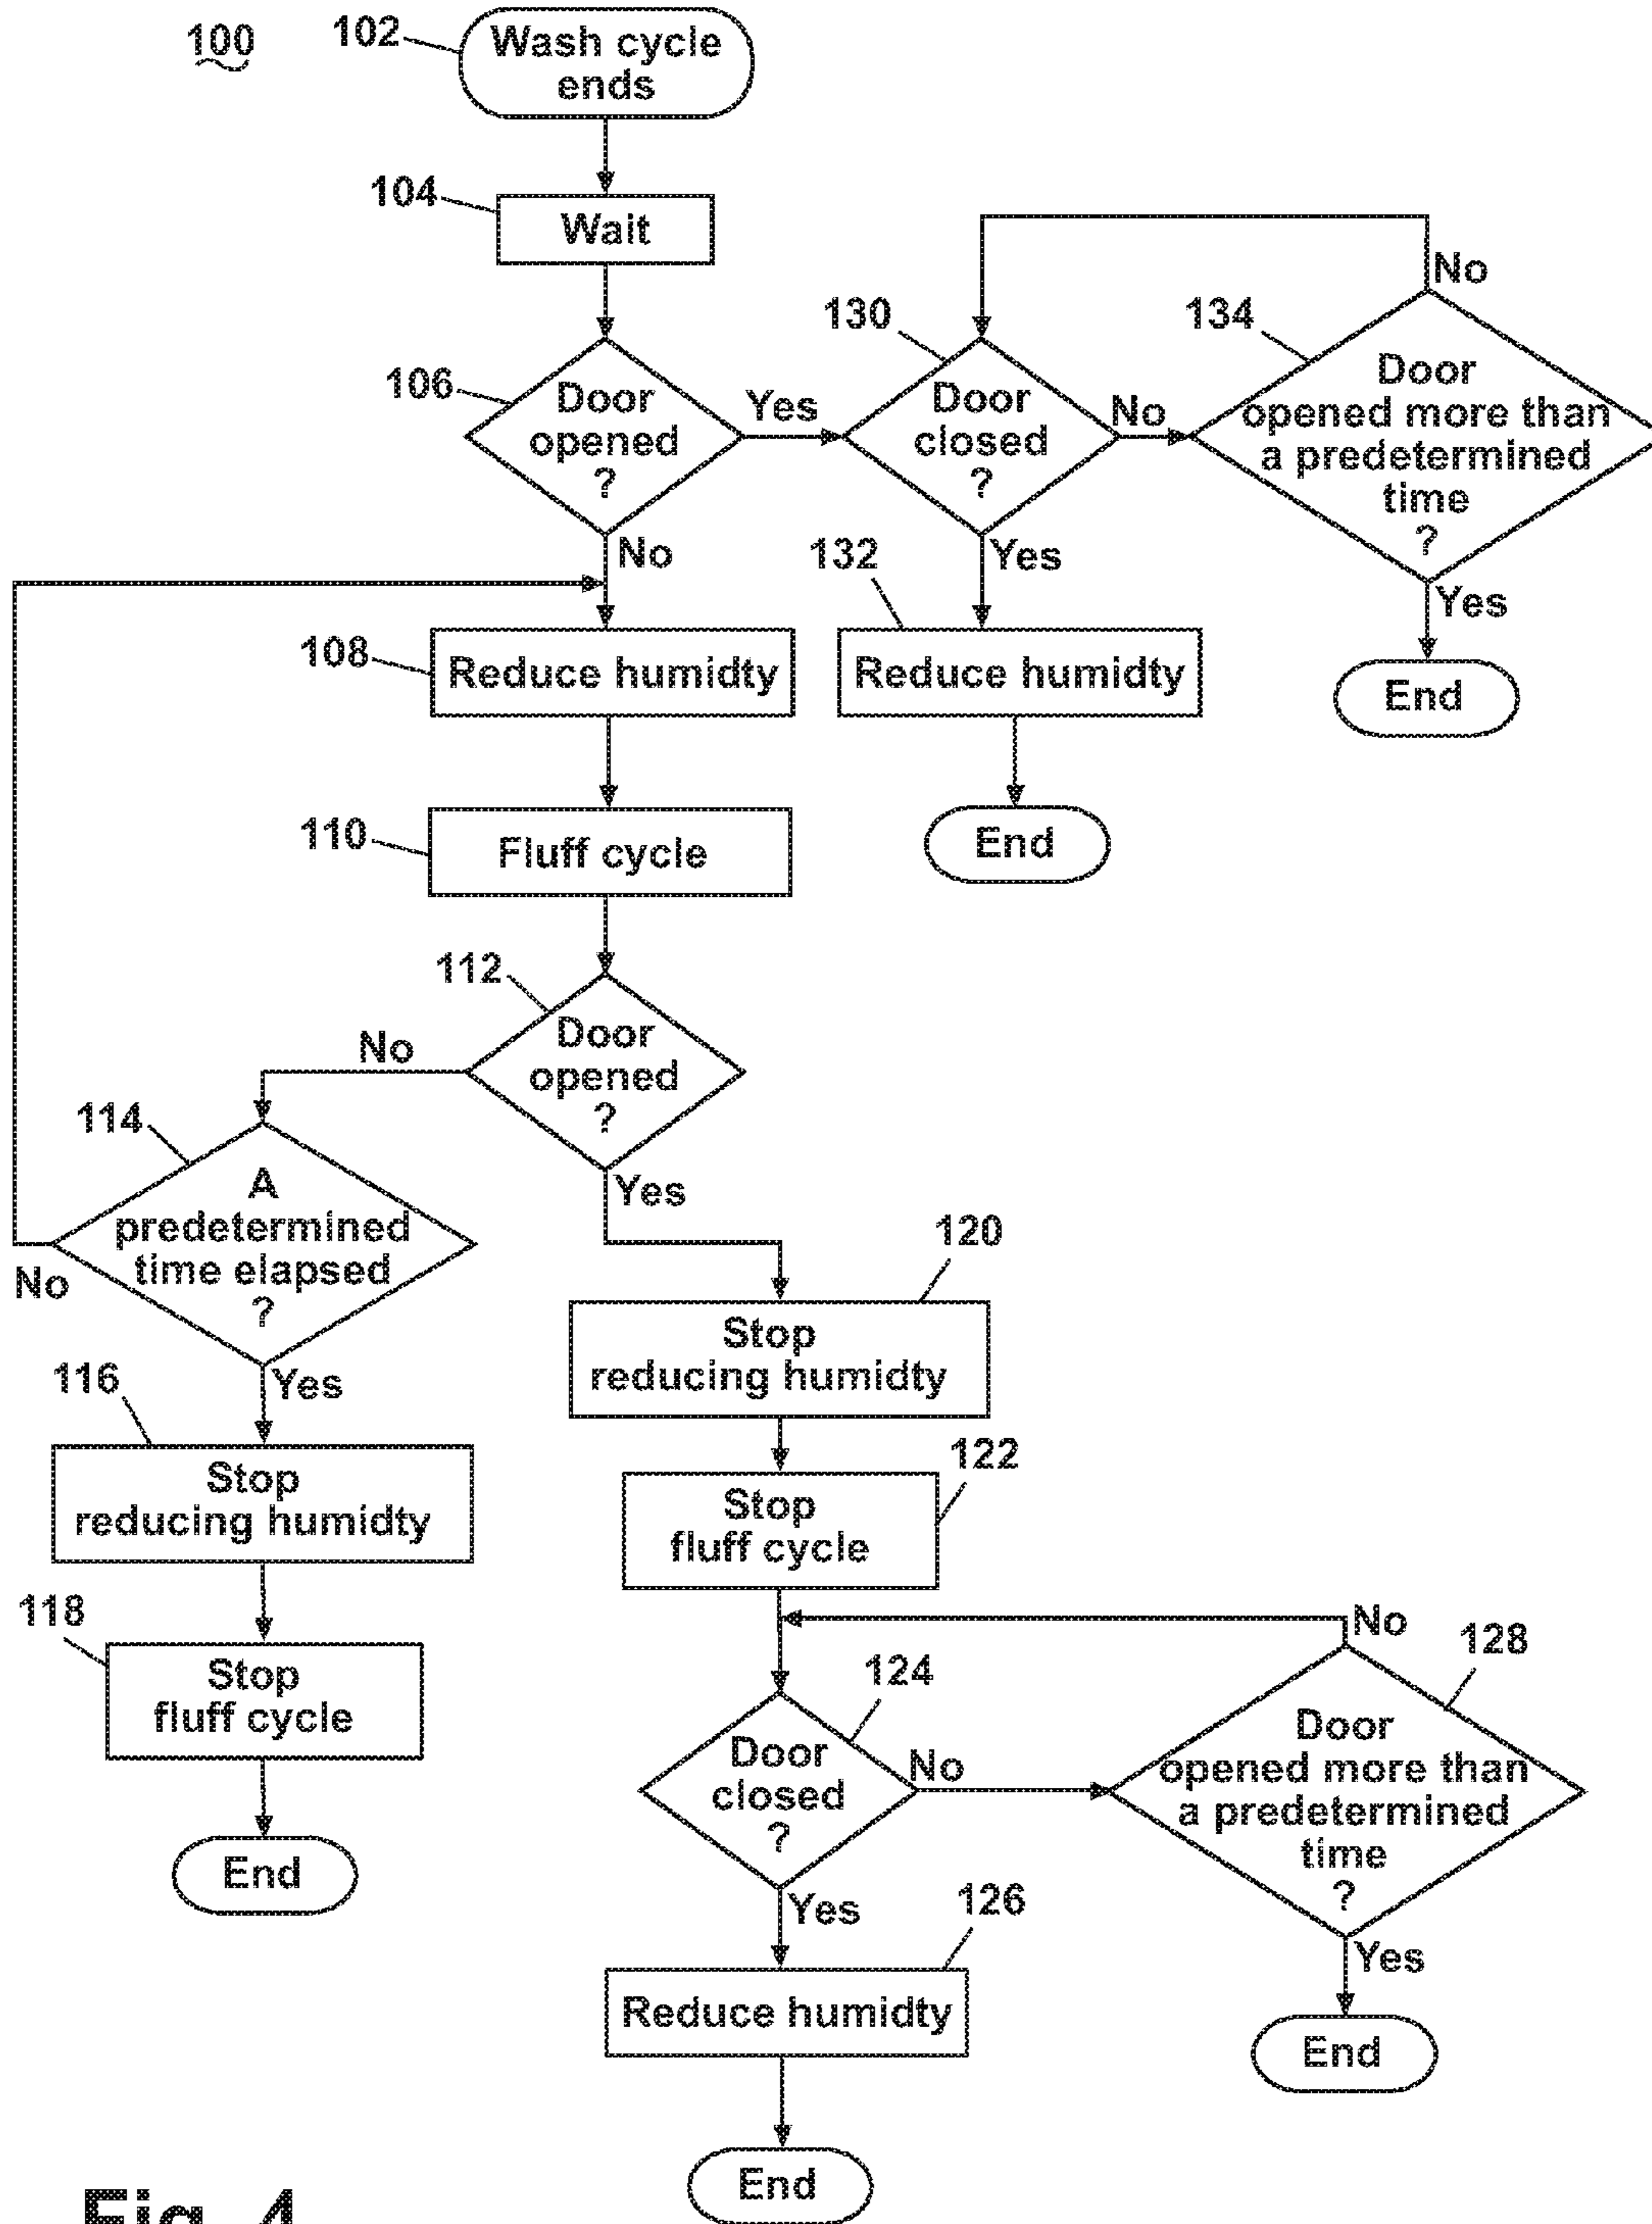 100
102
Wash cycle
ends
104
Wait
106
Door
opened
?
Yes
No
130
Door
closed
?
No
Yes
134
Door
opened more than
a predetermined
time
?
No
Yes
End
132
Reduce humidty
End
108
Reduce humidty
110
Fluff cycle
112
Door
opened
?
No
Yes
114
A
predetermined
time elapsed
?
No
Yes
116
Stop
reducing humidty
118
Stop
fluff cycle
End
120
Stop
reducing humidty
122
Stop
fluff cycle
124
Door
closed
?
No
Yes
128
Door
opened more than
a predetermined
time
?
No
Yes
End
126
Reduce humidty
End
Fig. 4